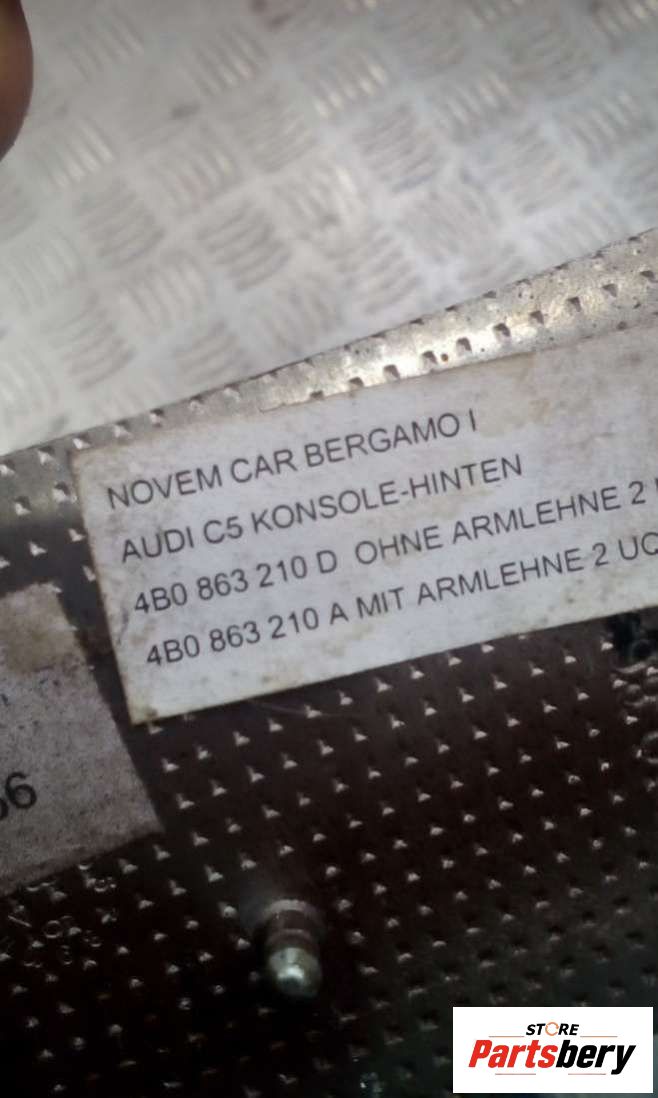 NOVEM CAR BERGAMO I
AUDI C5 KONSOLE-HINTEN
4B0 863 210 D OHNE ARMLEHNE 2
4B0 863 210 A MIT ARMLEHNE 2 UC
66
STORE
Partsbery